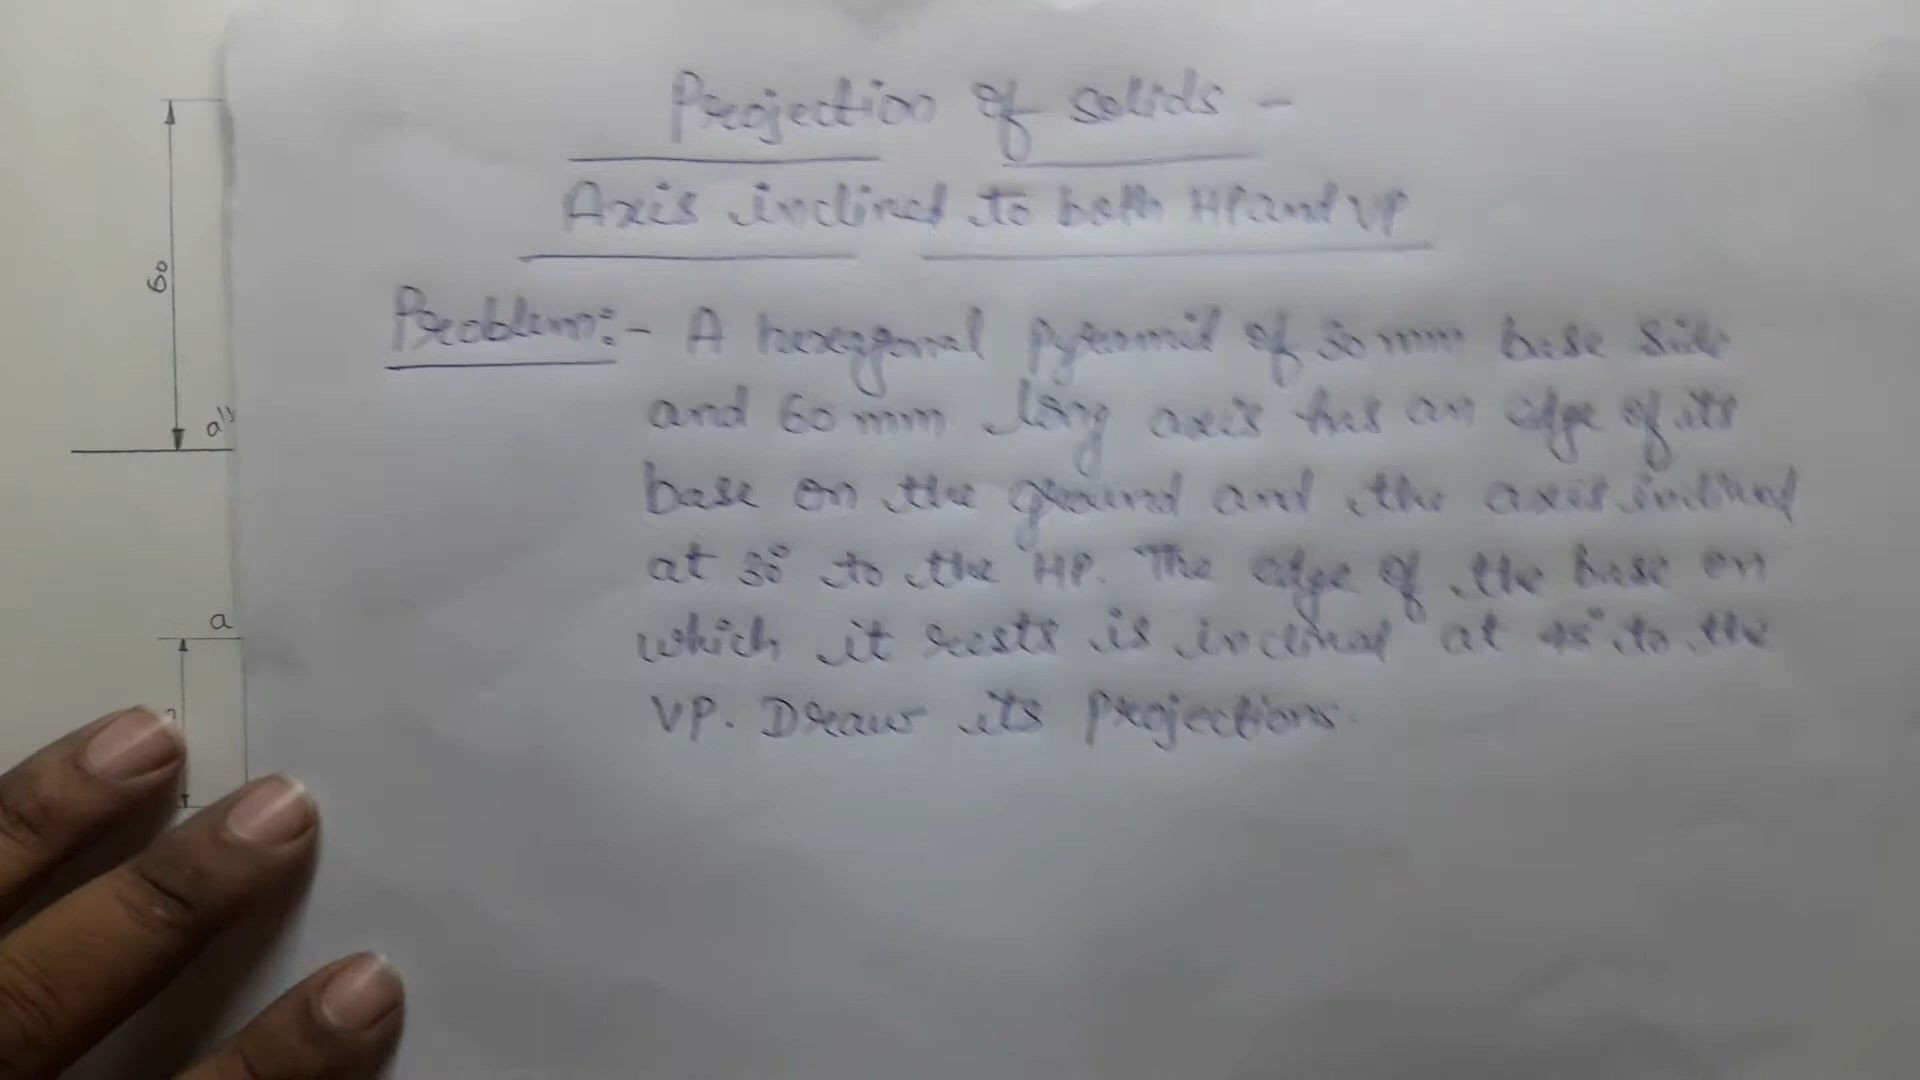 Projection of solids -
Axis inclined to both HP and VP
Problem:- A hexagonal pyramid of 30 mm base side
and 60 mm long axis has an edge of its
base on the ground and the axis inclined
at 30° to the HP. The edge of the base on
which it rests is inclined at 45° to the
VP. Draw its projections.
60
a''
a